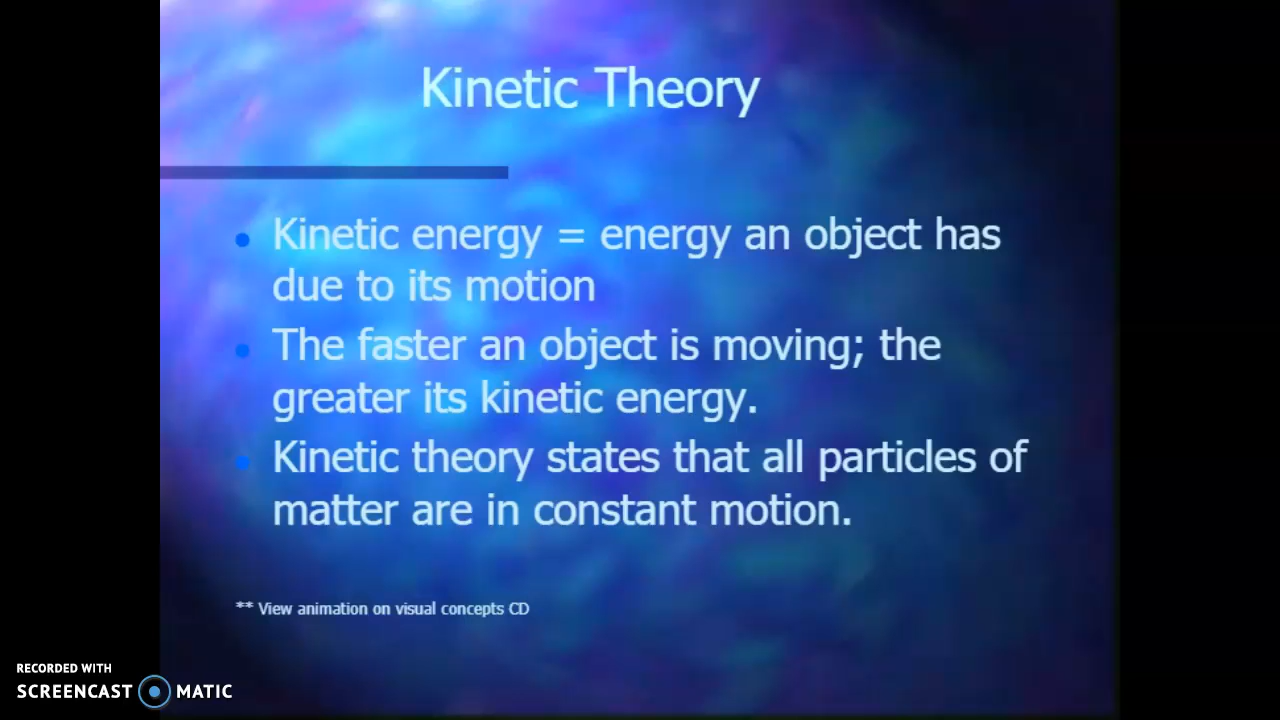 Kinetic Theory
• Kinetic energy = energy an object has
due to its motion
• The faster an object is moving; the
greater its kinetic energy.
• Kinetic theory states that all particles of
matter are in constant motion.
** View animation on visual concepts CD
RECORDED WITH
SCREENCAST MATIC